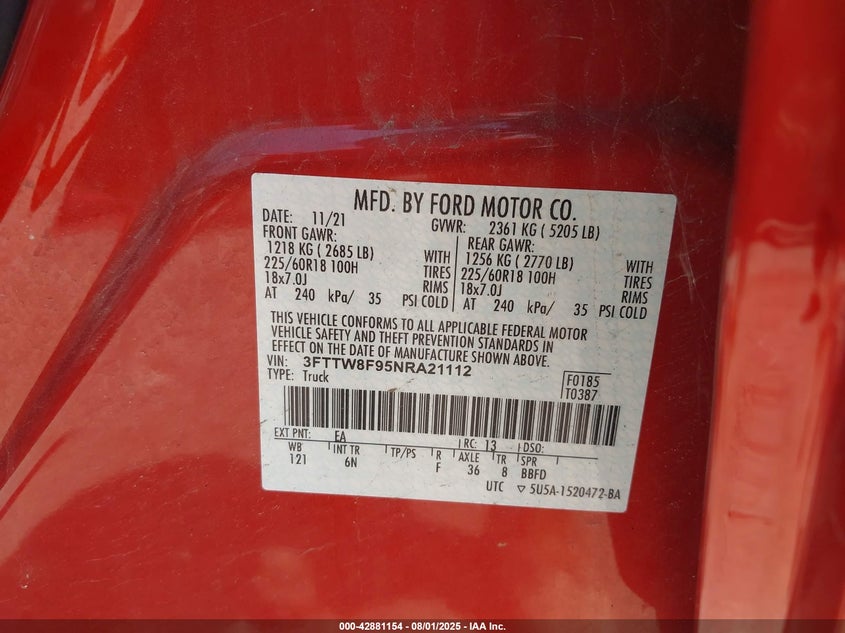 MFD. BY FORD MOTOR CO.
DATE: 11/21 GVWR: 2361 KG ( 5205 LB)
FRONT GAWR: REAR GAWR:
1218 KG ( 2685 LB) WITH 1256 KG ( 2770 LB) WITH
225/60R18 100H TIRES 225/60R18 100H TIRES
18x7.0J RIMS 18x7.0J RIMS
AT 240 kPa/ 35 PSI COLD AT 240 kPa/ 35 PSI COLD
THIS VEHICLE CONFORMS TO ALL APPLICABLE FEDERAL MOTOR
VEHICLE SAFETY AND THEFT PREVENTION STANDARDS IN
EFFECT ON THE DATE OF MANUFACTURE SHOWN ABOVE.
VIN: 3FTTW8F95NRA21112
TYPE: Truck
F0185
T0387
EXT PNT: EA RC: 13 DSO:
WB INT TR TP/PS R AXLE TR SPR
121 6N F 36 8 BBFD
UTC ▽ 5U5A-1520472-BA
000-42881154 - 08/01/2025 - IAA Inc.